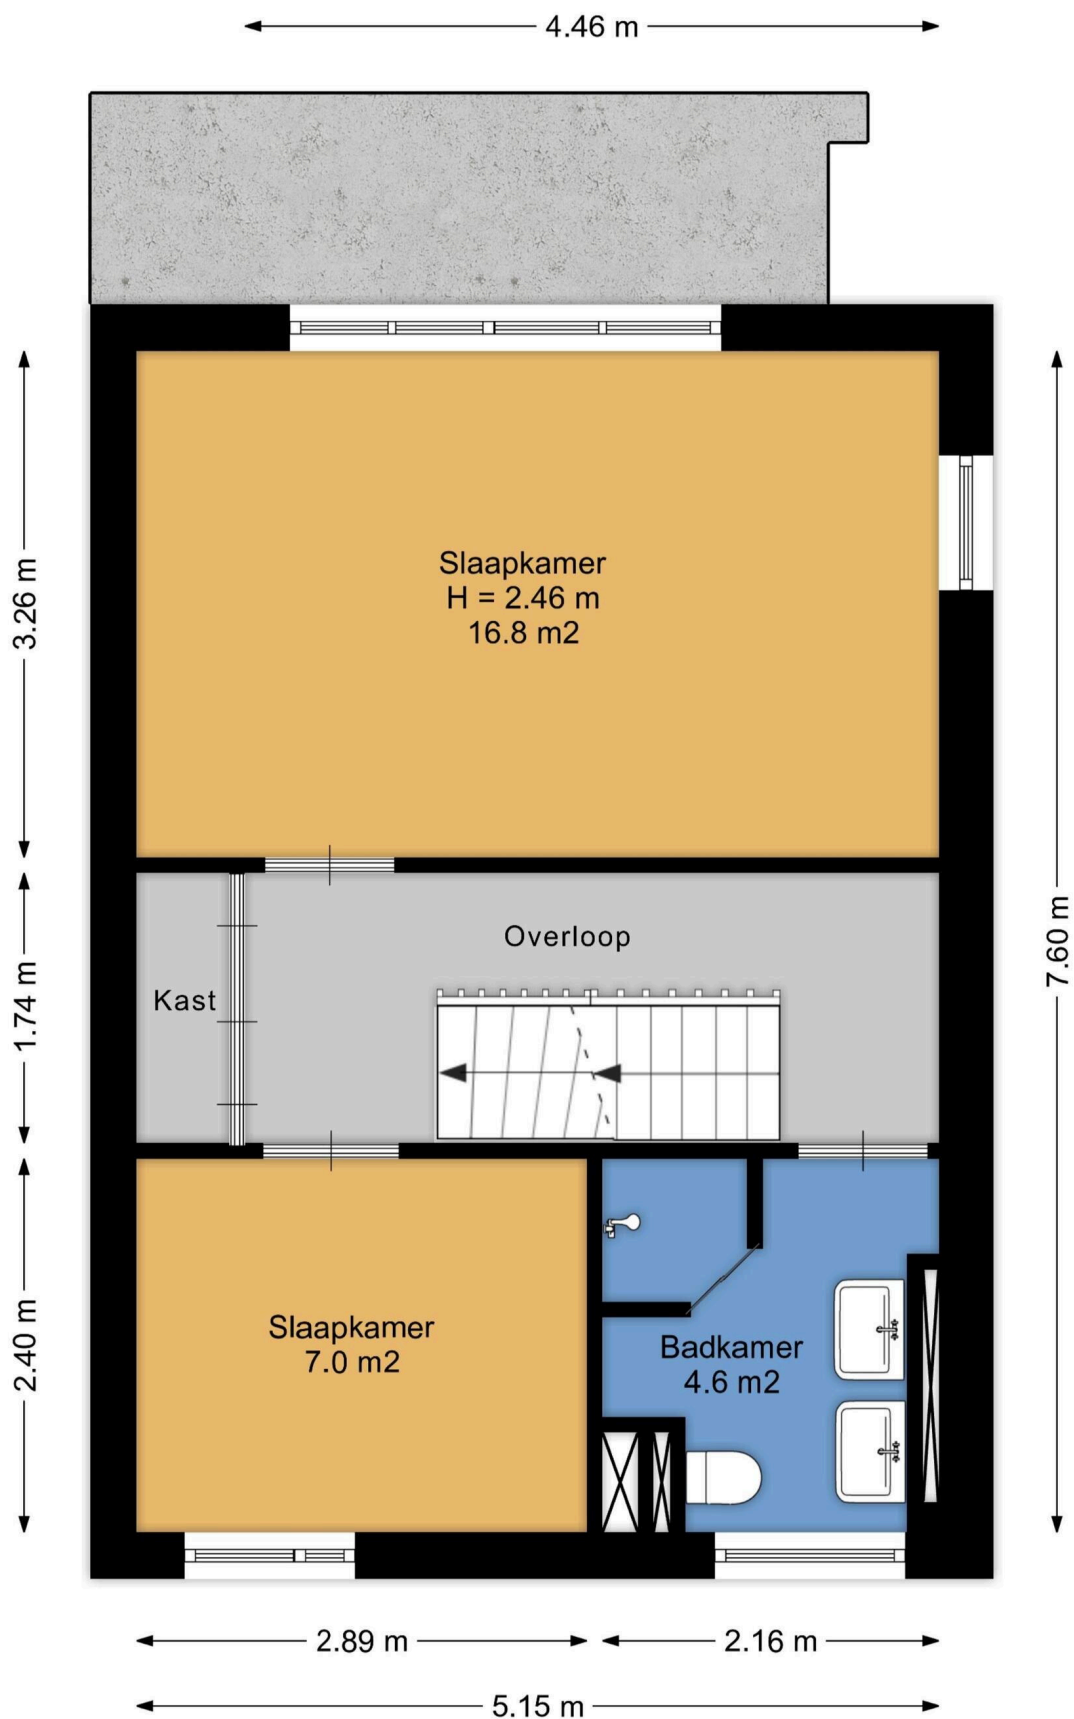 4.46 m
3.26 m
Slaapkamer
H = 2.46 m
16.8 m2
7.60 m
Overloop
Kast
1.74 m
2.40 m
Slaapkamer
7.0 m2
Badkamer
4.6 m2
2.89 m
2.16 m
5.15 m